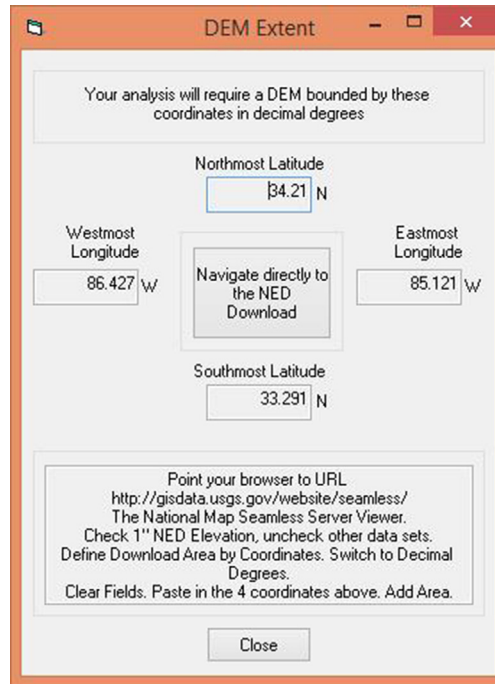 DEM Extent
Your analysis will require a DEM bounded by these
coordinates in decimal degrees
Northmost Latitude
34.21 N
Westmost
Longitude
86.427 W
Navigate directly to
the NED
Download
Eastmost
Longitude
85.121 W
Southmost Latitude
33.291 N
Point your browser to URL
http://gisdata.usgs.gov/website/seamless/
The National Map Seamless Server Viewer.
Check 1" NED Elevation, uncheck other data sets.
Define Download Area by Coordinates. Switch to Decimal
Degrees.
Clear Fields. Paste in the 4 coordinates above. Add Area.
Close